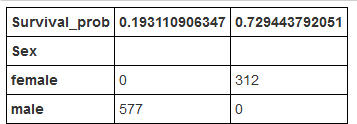 Survival_prob 0.193110906347 0.729443792051
Sex
female 0 312
male 577 0